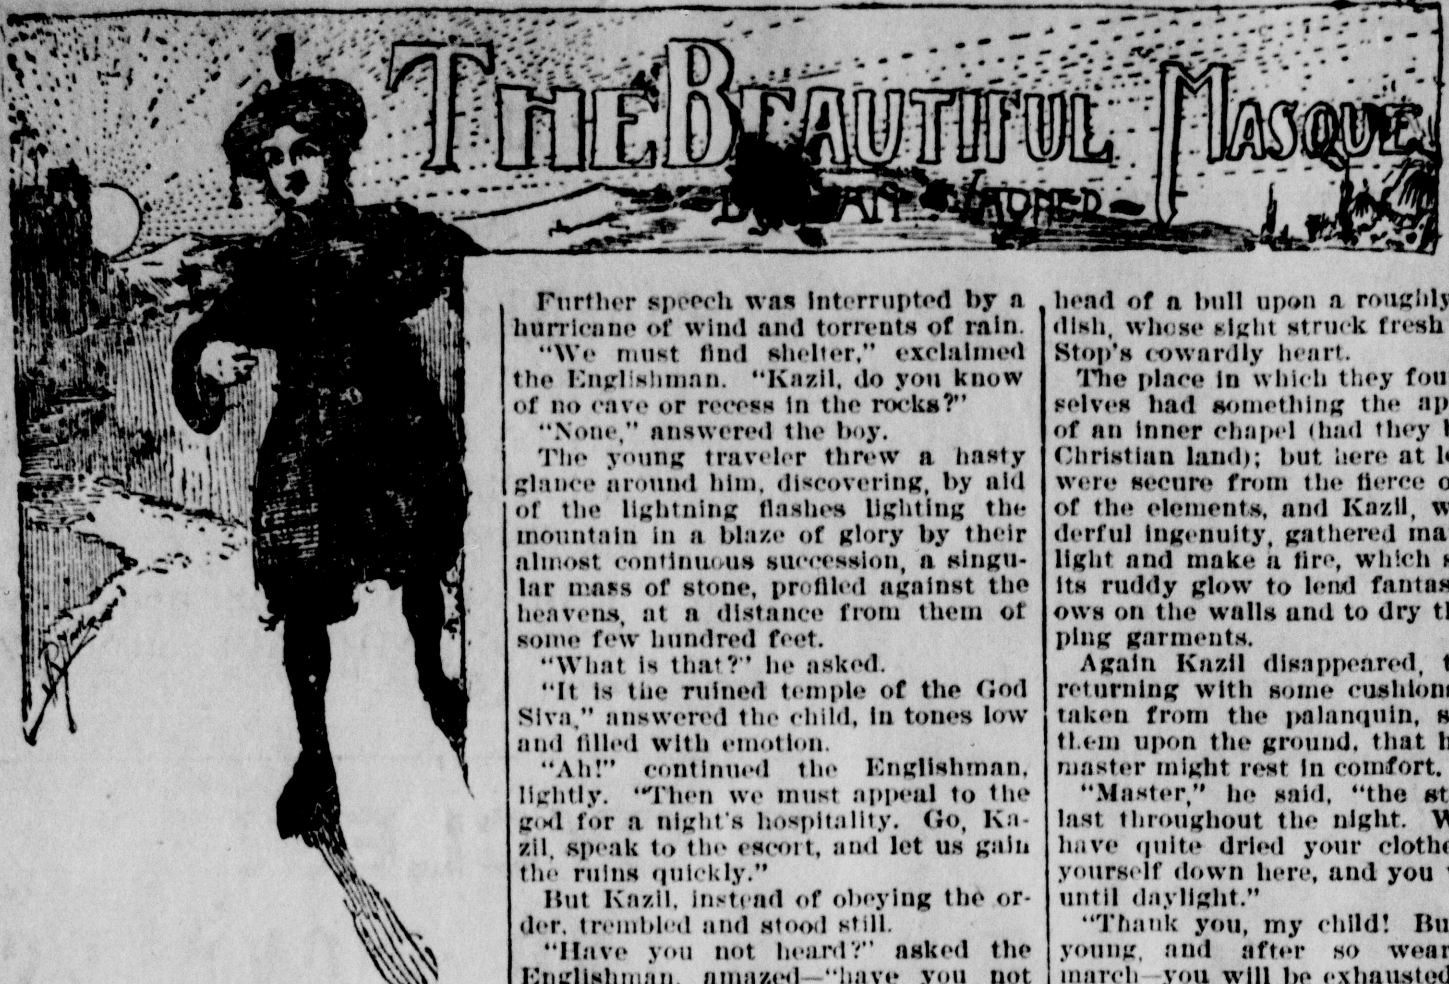 THE BEAUTIFUL MASQUE
Further speech was interrupted by a
hurricane of wind and torrents of rain.
"We must find shelter," exclaimed
the Englishman. "Kazil, do you know
of no cave or recess in the rocks?"
"None," answered the boy.
The young traveler threw a hasty
glance around him, discovering, by aid
of the lightning flashes lighting the
mountain in a blaze of glory by their
almost continuous succession, a singu-
lar mass of stone, profiled against the
heavens, at a distance from them of
some few hundred feet.
"What is that?" he asked.
"It is the ruined temple of the God
Siva," answered the child, in tones low
and filled with emotion.
"Ah!" continued the Englishman,
lightly. "Then we must appeal to the
god for a night's hospitality. Go, Ka-
zil, speak to the escort, and let us gain
the ruins quickly."
But Kazil, instead of obeying the or-
der, trembled and stood still.
"Have you not heard?" asked the
Englishman, amazed—"have you not
head of a bull upon a roughly
dish, whose sight struck fresh
Stop's cowardly heart.
The place in which they fou
selves had something the ap
of an inner chapel (had they
Christian land); but here at l
were secure from the fierce o
of the elements, and Kazil, w
derful ingenuity, gathered ma
light and make a fire, which s
its ruddy glow to lend fantas
ows on the walls and to dry t
ping garments.
Again Kazil disappeared, t
returning with some cushion
taken from the palanquin, s
them upon the ground, that h
master might rest in comfort.
"Master," he said, "the st
last throughout the night. W
have quite dried your clothe
yourself down here, and you
until daylight."
"Thank you, my child! Bu
young, and after so wear
march—you will be exhausted